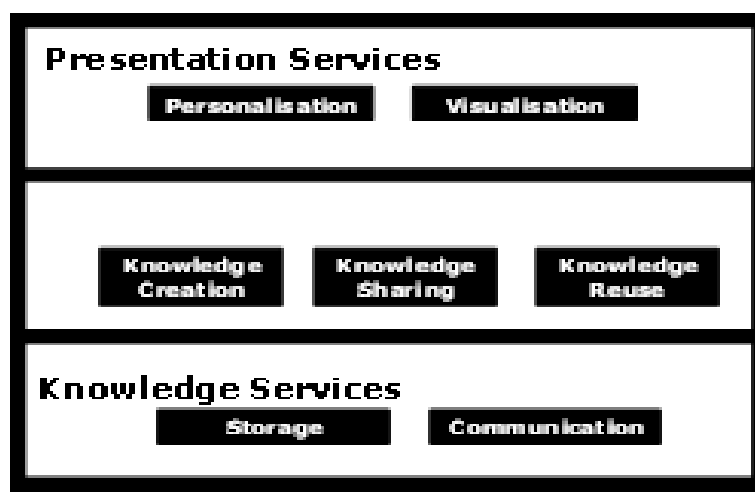 Presentation Services
Personalisation Visualisation
Knowledge Knowledge Knowledge
Creation Sharing Reuse
Knowledge Services
Storage Communication